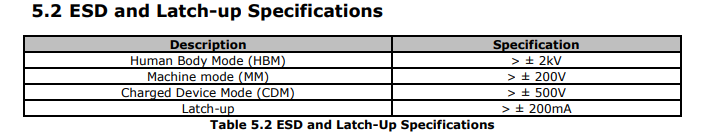 5.2 ESD and Latch-up Specifications
Description Specification
Human Body Mode (HBM) > ± 2kV
Machine mode (MM) > ± 200V
Charged Device Mode (CDM) > ± 500V
Latch-up > ± 200mA
Table 5.2 ESD and Latch-Up Specifications